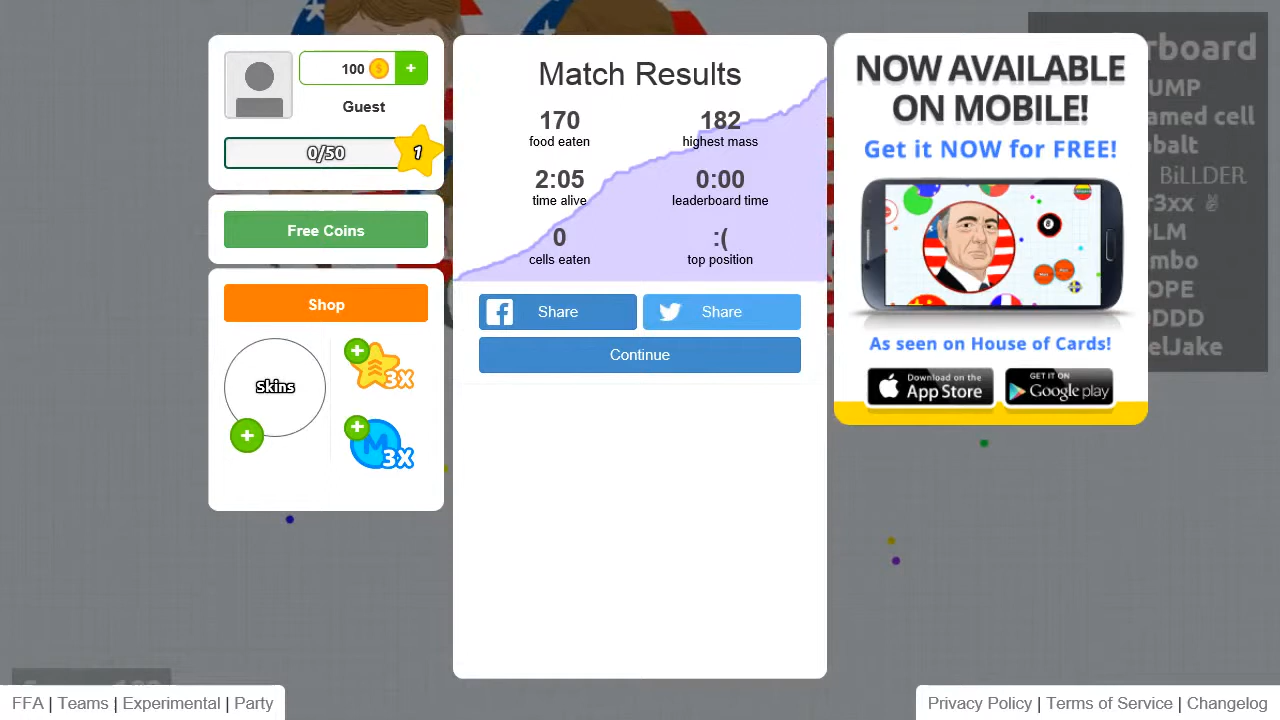 100
+
Guest
0/50
1
Free Coins
Shop
Skins
+
+
3X
+
M
3X
Match Results
170
food eaten
182
highest mass
2:05
time alive
0:00
leaderboard time
0
cells eaten
:(
top position
Share
Share
Continue
NOW AVAILABLE
ON MOBILE!
Get it NOW for FREE!
8
As seen on House of Cards!
Download on the
App Store
GET IT ON
Google play
BiLLDER
FFA | Teams | Experimental | Party
Privacy Policy | Terms of Service | Changelog